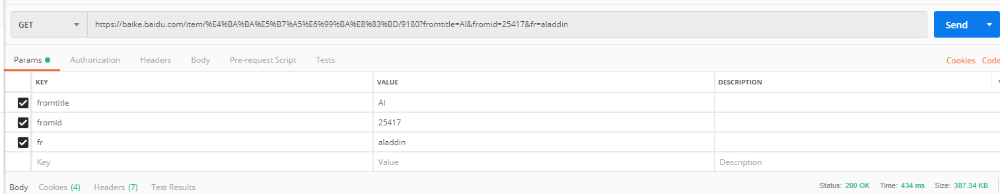 GET https://baike.baidu.com/item/%E4%BA%BA%E5%B7%A5%E6%99%BA%E8%83%BD/9180?fromtitle=AI&fromid=25417&fr=aladdin Send
Params Authorization Headers Body Pre-request Script Tests Cookies Code
KEY VALUE DESCRIPTION
fromtitle AI
fromid 25417
fr aladdin
Key Value Description
Body Cookies (4) Headers (7) Test Results Status: 200 OK Time: 434 ms Size: 387.34 KB